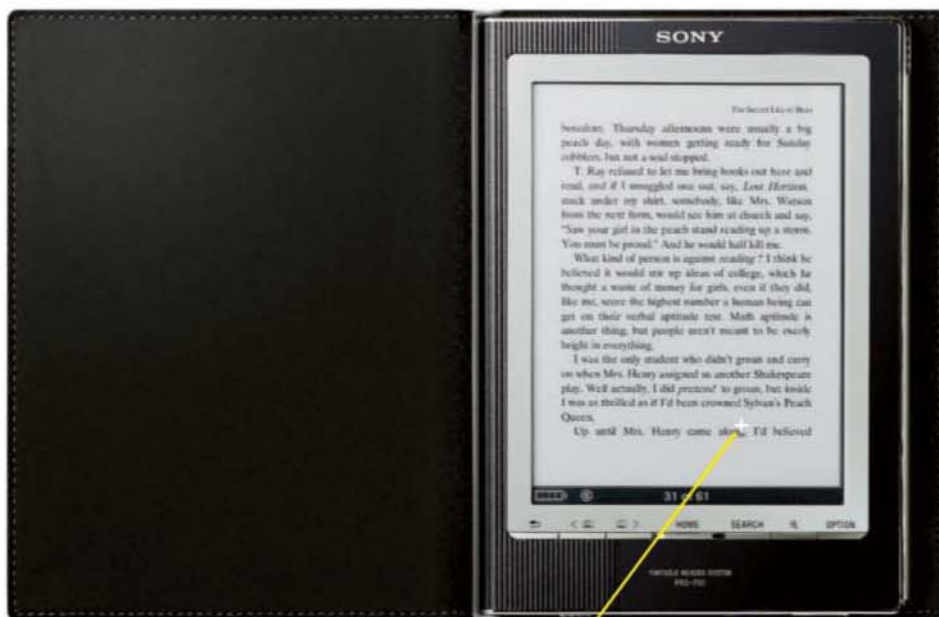 SONY
THE SECRET LIFE OF BEES
boredom. Thursday afternoons were usually a big
peach day, with women getting ready for Sunday
cobblers, but not a soul stopped.
T. Ray refused to let me bring books out here and
read, and if I smuggled one out, say, Lost Horizon,
stuck under my shirt, somebody, like Mrs. Watson
from the next farm, would see him at church and say,
"Saw your girl in the peach stand reading up a storm.
You must be proud." And he would half kill me.
What kind of person is against reading? I think he
believed it would stir up ideas of college, which he
thought a waste of money for girls, even if they did,
like me, score the highest number a human being can
get on their verbal aptitude test. Math aptitude is
another thing, but people aren't meant to be overly
bright in everything.
I was the only student who didn't groan and carry
on when Mrs. Henry assigned us another Shakespeare
play. Well actually, I did pretend to groan, but inside
I was as thrilled as if I'd been crowned Sylvan's Peach
Queen.
Up until Mrs. Henry came along, I'd believed
31 of 61
HOME SEARCH OPTION
PORTABLE READER SYSTEM
PRS-700